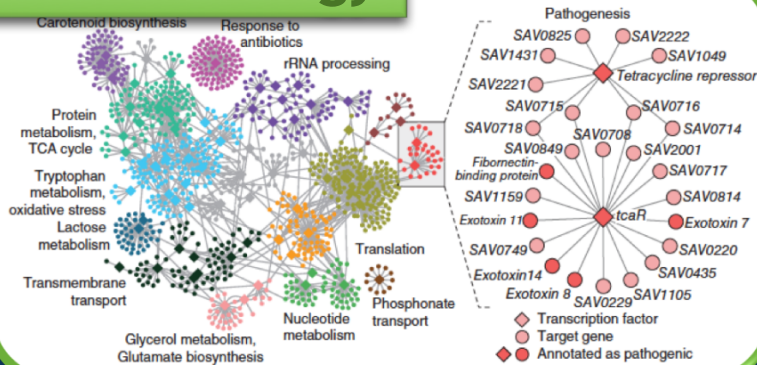 Carotenoid biosynthesis
Response to
antibiotics
rRNA processing
Protein
metabolism,
TCA cycle
Tryptophan
metabolism,
oxidative stress
Lactose
metabolism
Transmembrane
transport
Glycerol metabolism,
Glutamate biosynthesis
Nucleotide
metabolism
Translation
Phosphonate
transport
Pathogenesis
SAV0825
SAV2222
SAV1431
SAV1049
SAV2221
Tetracycline repressor
SAV0715
SAV0716
SAV0718
SAV0708
SAV0714
SAV0849
SAV2001
Fibornectin-
binding protein
SAV0717
SAV1159
SAV0814
Exotoxin 11
tcaR
Exotoxin 7
SAV0749
SAV0220
Exotoxin14
SAV0435
Exotoxin 8
SAV0229
SAV1105
Transcription factor
Target gene
Annotated as pathogenic